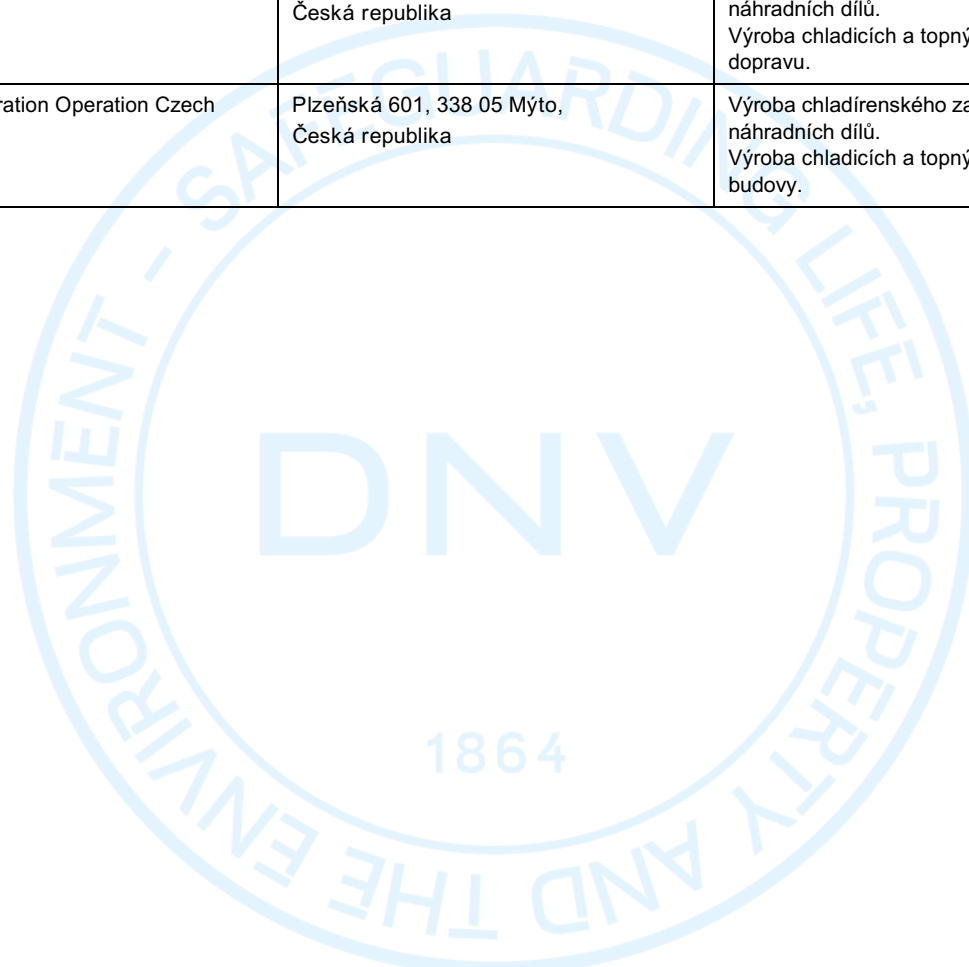 Česká republika
náhradních dílů.
Výroba chladicích a topný
dopravu.
ration Operation Czech
Plzeňská 601, 338 05 Mýto,
Česká republika
Výroba chladírenského za
náhradních dílů.
Výroba chladicích a topný
budovy.
SAFEGUARDING LIFE, PROPERTY AND THE ENVIRONMENT -
DNV
1864